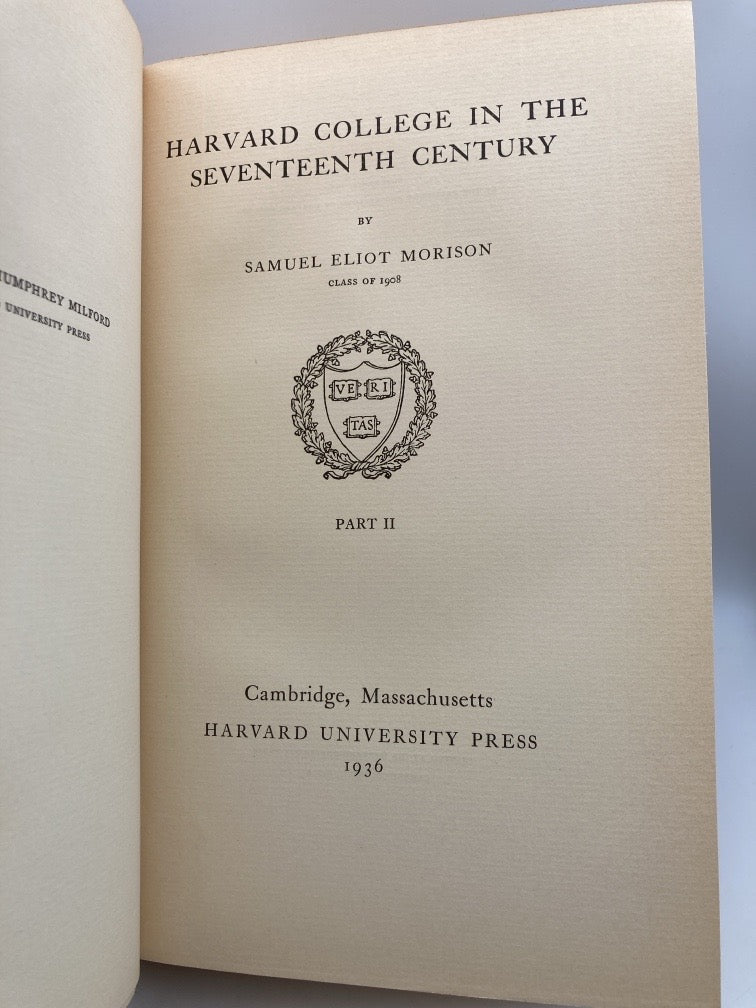 HUMPHREY MILFORD
UNIVERSITY PRESS
HARVARD COLLEGE IN THE
SEVENTEENTH CENTURY
BY
SAMUEL ELIOT MORISON
CLASS OF 1908
VE RI
TAS
PART II
Cambridge, Massachusetts
HARVARD UNIVERSITY PRESS
1936